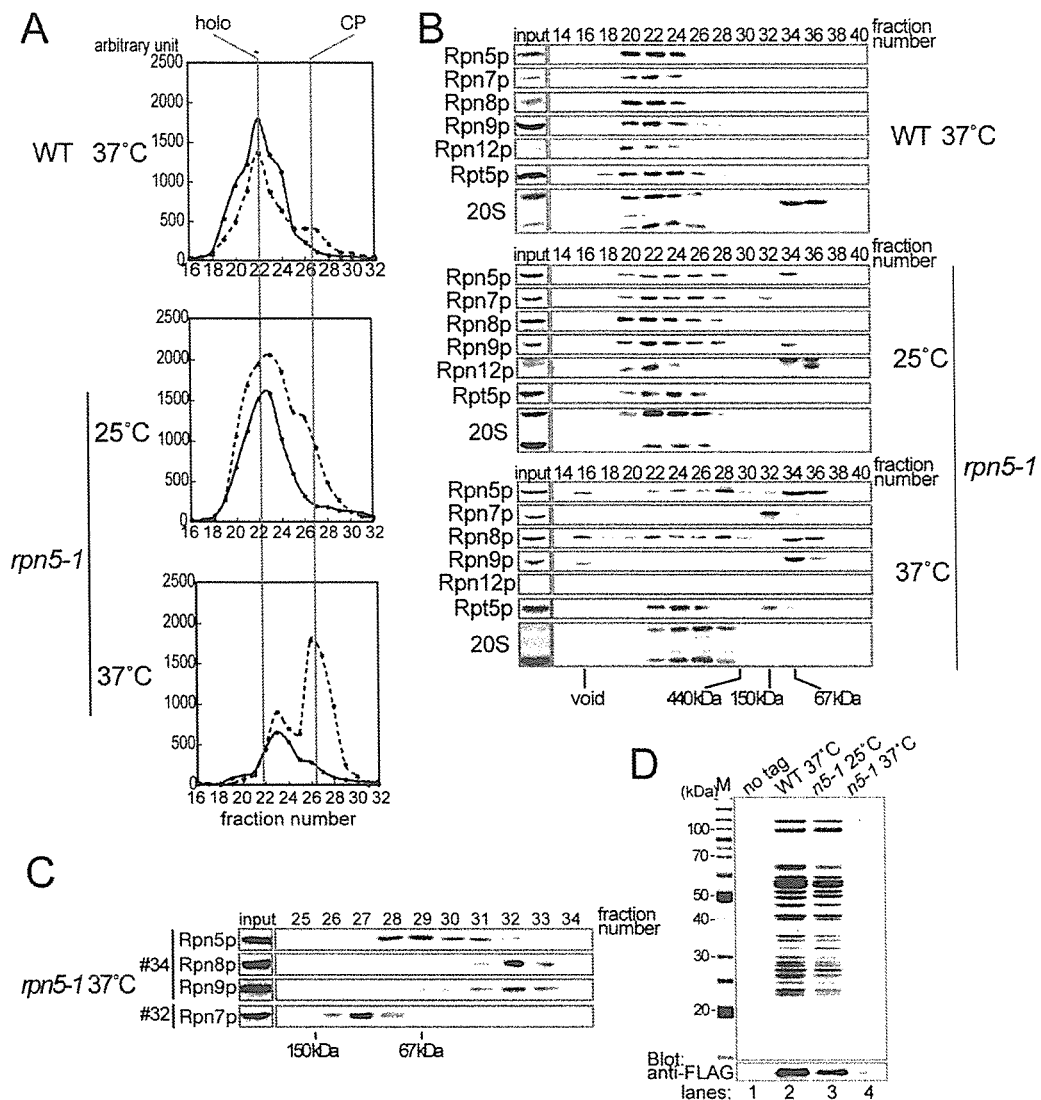 A
holo
CP
arbitrary unit
2500
2000
1500
1000
500
0
16 18 20 22 24 26 28 30 32
WT 37°C
2500
2000
1500
1000
500
0
16 18 20 22 24 26 28 30 32
25°C
rpn5-1
2500
2000
1500
1000
500
0
16 18 20 22 24 26 28 30 32
37°C
fraction number
B
input 14 16 18 20 22 24 26 28 30 32 34 36 38 40 fraction number
Rpn5p
Rpn7p
Rpn8p
Rpn9p
Rpn12p
Rpt5p
20S
WT 37°C
input 14 16 18 20 22 24 26 28 30 32 34 36 38 40 fraction number
Rpn5p
Rpn7p
Rpn8p
Rpn9p
Rpn12p
Rpt5p
20S
25°C
rpn5-1
input 14 16 18 20 22 24 26 28 30 32 34 36 38 40 fraction number
Rpn5p
Rpn7p
Rpn8p
Rpn9p
Rpn12p
Rpt5p
20S
37°C
void 440kDa 150kDa 67kDa
C
input 25 26 27 28 29 30 31 32 33 34 fraction number
rpn5-1 37°C
#34
Rpn5p
Rpn8p
Rpn9p
#32 Rpn7p
150kDa 67kDa
D
(kDa) M no tag WT 37°C n5-1 25°C n5-1 37°C
100-
70-
50-
40-
30-
20-
Blot:
anti-FLAG
lanes: 1 2 3 4